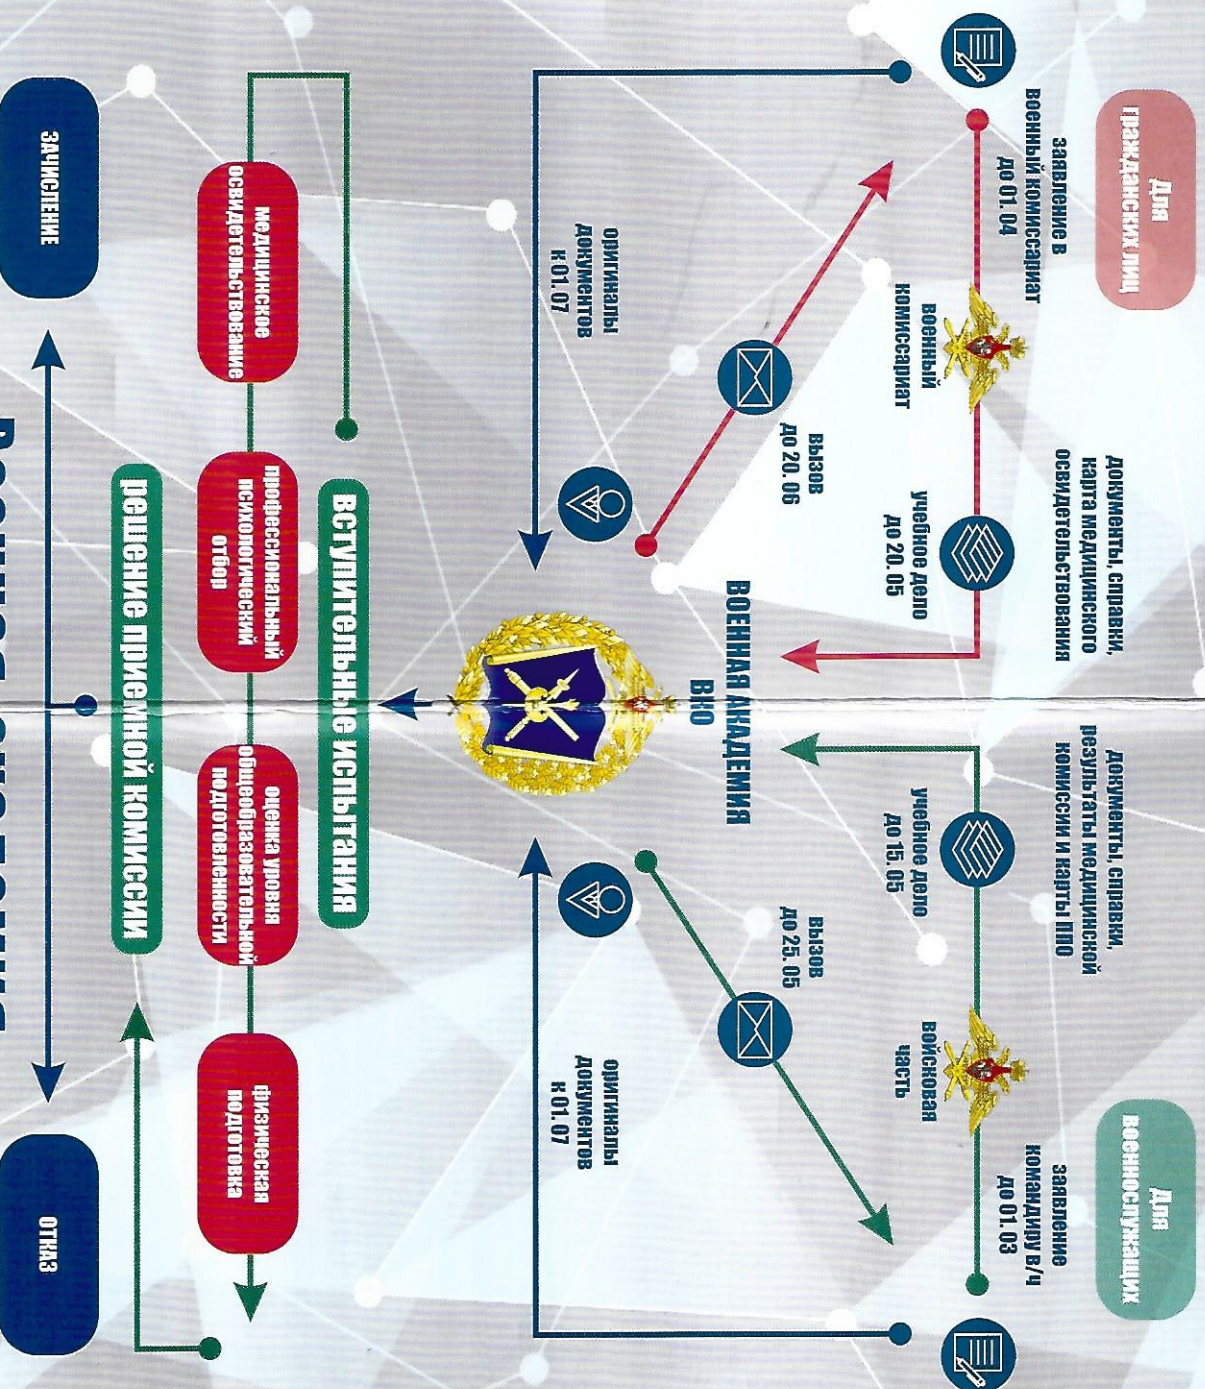 Для
гражданских лиц
Для
военнослужащих
заявление в
военный комиссариат
до 01. 04
военный
комиссариат
документы, справки,
карта медицинского
освидетельствования
учебное дело
до 20. 05
документы, справки,
результаты медицинской
комиссии и карты ППО
учебное дело
до 15. 05
войсковая
часть
заявление
командиру в/ч
до 01. 03
вызов
до 20. 06
ВОЕННАЯ АКАДЕМИЯ
ВКО
вызов
до 25. 05
оригиналы
документов
к 01. 07
оригиналы
документов
к 01. 07
вступительные испытания
медицинское
освидетельствование
профессиональный
психологический
отбор
оценка уровня
общеобразовательной
подготовленности
физическая
подготовка
решение приемной комиссии
ЗАЧИСЛЕНИЕ
ОТКАЗ